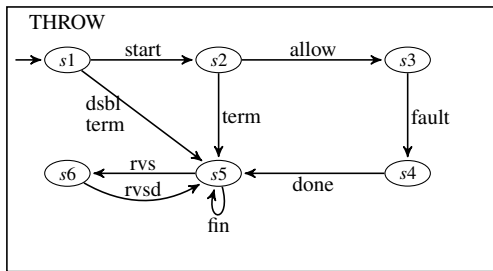 THROW
start
allow
s1
s2
s3
dsbl
term
term
fault
rvs
s6
s5
s4
rvsd
done
fin